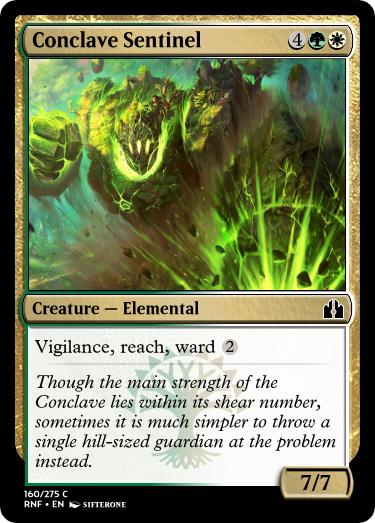 Conclave Sentinel 4
Creature — Elemental
Vigilance, reach, ward 2
Though the main strength of the
Conclave lies within its shear number,
sometimes it is much simpler to throw a
single hill-sized guardian at the problem
instead.
7/7
160/275 C
RNF • EN SIFTERONE